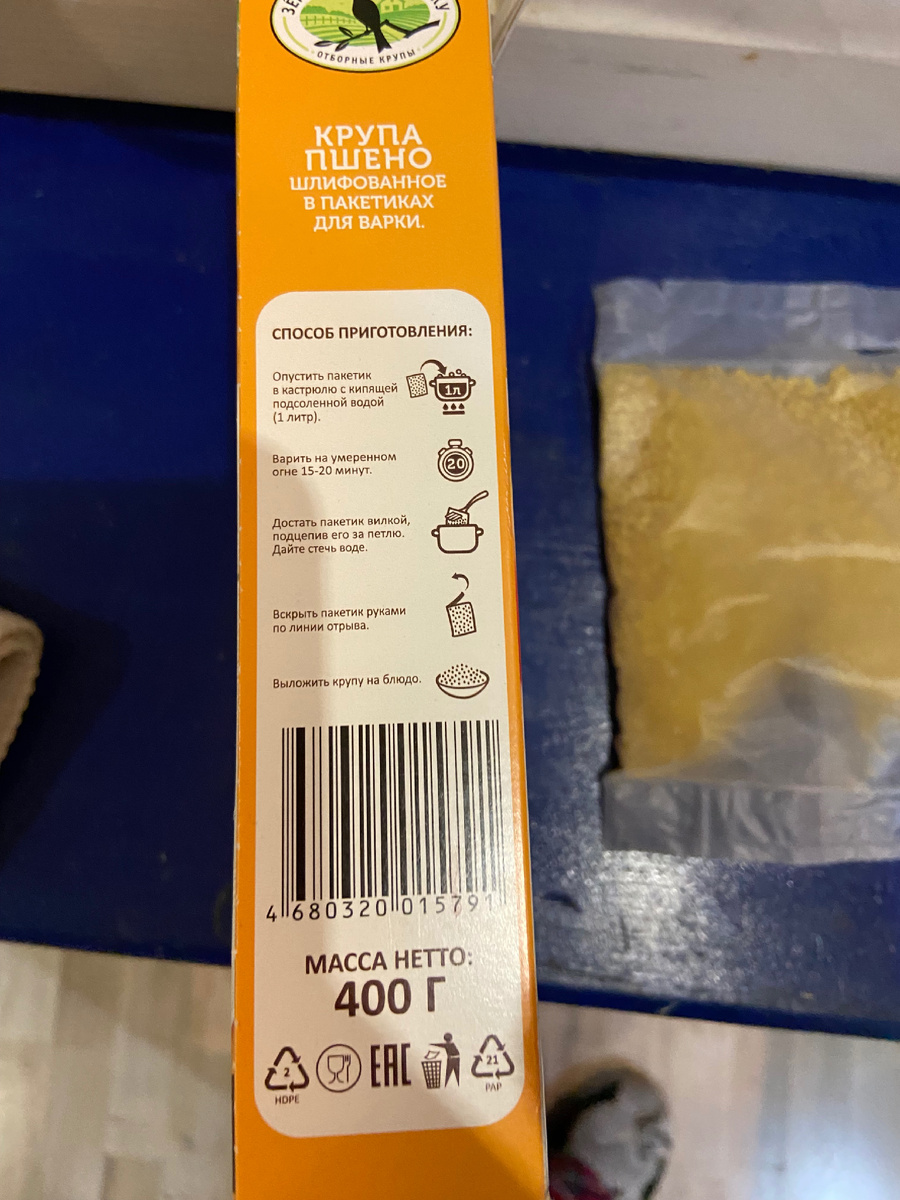 ОТБОРНЫЕ КРУПЫ
КРУПА
ПШЕНО
ШЛИФОВАННОЕ
В ПАКЕТИКАХ
ДЛЯ ВАРКИ.
СПОСОБ ПРИГОТОВЛЕНИЯ:
Опустить пакетик
в кастрюлю с кипящей
подсоленной водой
(1 литр).
1л
Варить на умеренном
огне 15-20 минут.
20
Достать пакетик вилкой,
подцепив его за петлю.
Дайте стечь воде.
Вскрыть пакетик руками
по линии отрыва.
Выложить крупу на блюдо.
4 680320 015791
МАССА НЕТТО:
400 Г
2
HDPE
EAC
21
PAP